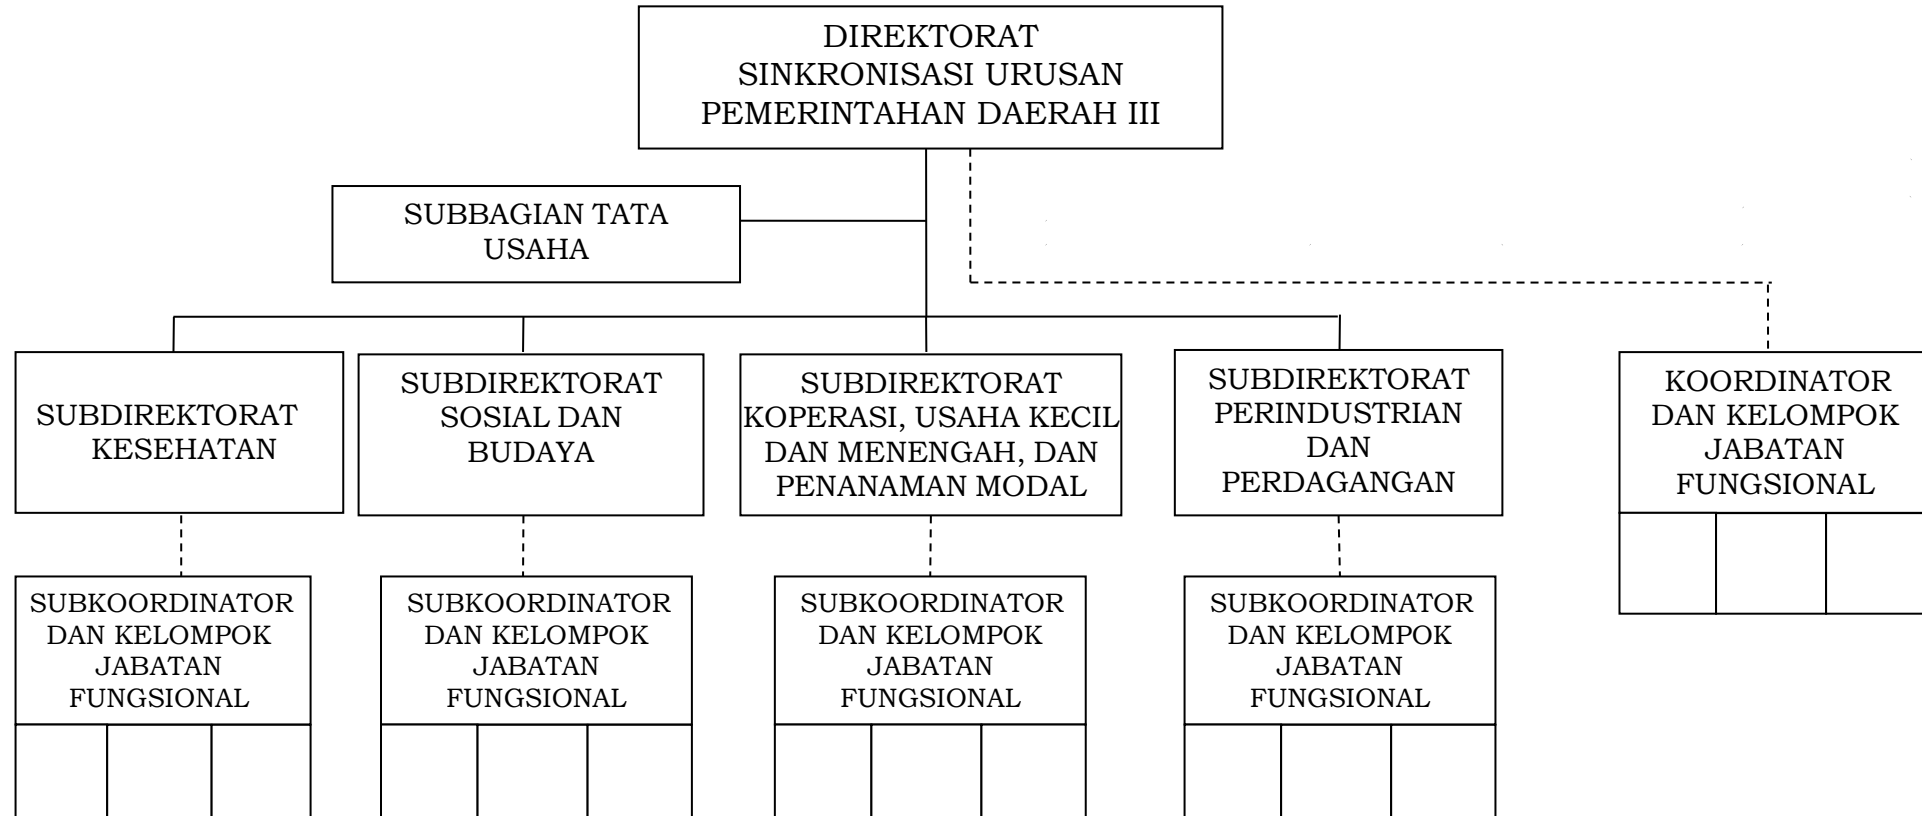 DIREKTORAT
SINKRONISASI URUSAN
PEMERINTAHAN DAERAH III
SUBBAGIAN TATA
USAHA
SUBDIREKTORAT
KESEHATAN
SUBDIREKTORAT
SOSIAL DAN
BUDAYA
SUBDIREKTORAT
KOPERASI, USAHA KECIL
DAN MENENGAH, DAN
PENANAMAN MODAL
SUBDIREKTORAT
PERINDUSTRIAN
DAN
PERDAGANGAN
KOORDINATOR
DAN KELOMPOK
JABATAN
FUNGSIONAL
SUBKOORDINATOR
DAN KELOMPOK
JABATAN
FUNGSIONAL
SUBKOORDINATOR
DAN KELOMPOK
JABATAN
FUNGSIONAL
SUBKOORDINATOR
DAN KELOMPOK
JABATAN
FUNGSIONAL
SUBKOORDINATOR
DAN KELOMPOK
JABATAN
FUNGSIONAL